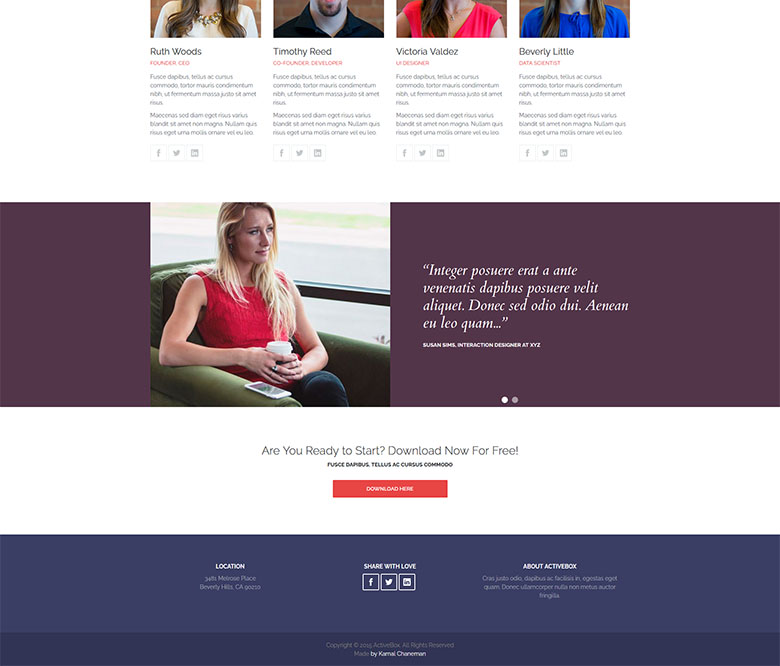 Ruth Woods
FOUNDER, CEO
Fusce dapibus, tellus ac cursus
commodo, tortor mauris condimentum
nibh, ut fermentum massa justo sit amet
risus.
Maecenas sed diam eget risus varius
blandit sit amet non magna. Nullam quis
risus eget urna mollis ornare vel eu leo.
Timothy Reed
CO-FOUNDER, DEVELOPER
Fusce dapibus, tellus ac cursus
commodo, tortor mauris condimentum
nibh, ut fermentum massa justo sit amet
risus.
Maecenas sed diam eget risus varius
blandit sit amet non magna. Nullam quis
risus eget urna mollis ornare vel eu leo.
Victoria Valdez
UI DESIGNER
Fusce dapibus, tellus ac cursus
commodo, tortor mauris condimentum
nibh, ut fermentum massa justo sit amet
risus.
Maecenas sed diam eget risus varius
blandit sit amet non magna. Nullam quis
risus eget urna mollis ornare vel eu leo.
Beverly Little
DATA SCIENTIST
Fusce dapibus, tellus ac cursus
commodo, tortor mauris condimentum
nibh, ut fermentum massa justo sit amet
risus.
Maecenas sed diam eget risus varius
blandit sit amet non magna. Nullam quis
risus eget urna mollis ornare vel eu leo.
“Integer posuere erat a ante
venenatis dapibus posuere velit
aliquet. Donec sed odio dui. Aenean
eu leo quam...”
SUSAN SIMS, INTERACTION DESIGNER AT XYZ
Are You Ready to Start? Download Now For Free!
FUSCE DAPIBUS, TELLUS AC CURSUS COMMODO
DOWNLOAD HERE
LOCATION
3481 Melrose Place
Beverly Hills, CA 90210
SHARE WITH LOVE
ABOUT ACTIVEBOX
Cras justo odio, dapibus ac facilisis in, egestas eget
quam. Donec ullamcorper nulla non metus auctor
fringilla.
Copyright © 2015 ActiveBox. All Rights Reserved
Made by Kamal Chaneman